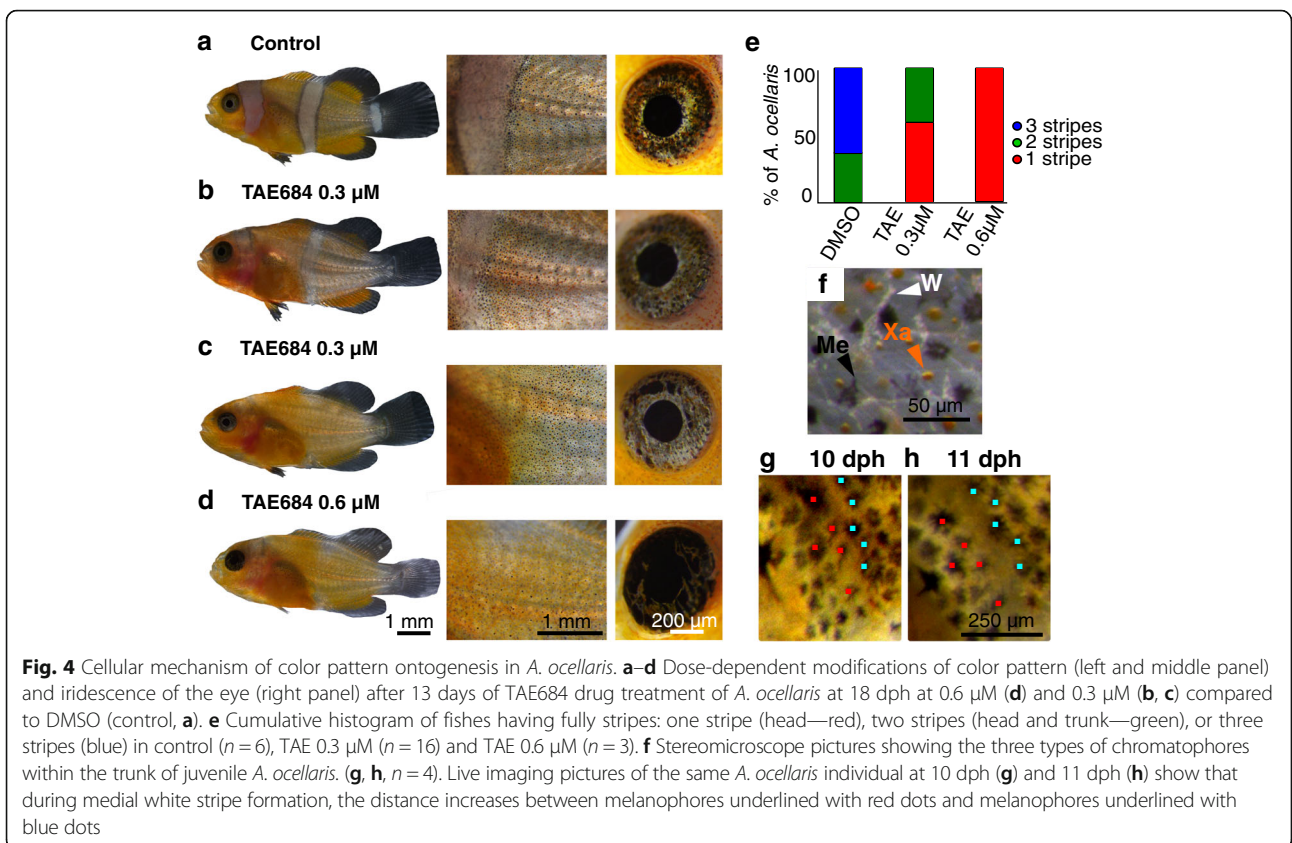 a Control
b TAE684 0.3 µM
c TAE684 0.3 µM
d TAE684 0.6 µM
1 mm
1 mm
200 µm
e
% of A. ocellaris
100
50
0
DMSO
TAE 0.3µM
TAE 0.6µM
3 stripes
2 stripes
1 stripe
f
W
Xa
Me
50 µm
g 10 dph
h 11 dph
250 µm
Fig. 4 Cellular mechanism of color pattern ontogenesis in A. ocellaris. a–d Dose-dependent modifications of color pattern (left and middle panel)
and iridescence of the eye (right panel) after 13 days of TAE684 drug treatment of A. ocellaris at 18 dph at 0.6 µM (d) and 0.3 µM (b, c) compared
to DMSO (control, a). e Cumulative histogram of fishes having fully stripes: one stripe (head—red), two stripes (head and trunk—green), or three
stripes (blue) in control (n = 6), TAE 0.3 µM (n = 16) and TAE 0.6 µM (n = 3). f Stereomicroscope pictures showing the three types of chromatophores
within the trunk of juvenile A. ocellaris. (g, h, n = 4). Live imaging pictures of the same A. ocellaris individual at 10 dph (g) and 11 dph (h) show that
during medial white stripe formation, the distance increases between melanophores underlined with red dots and melanophores underlined with
blue dots